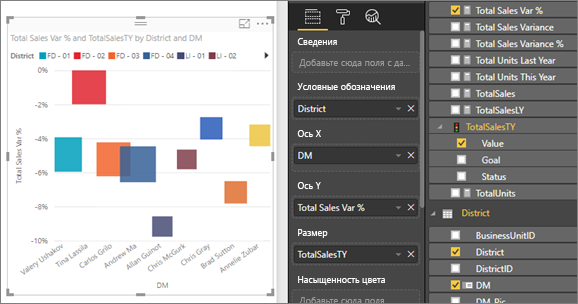 Total Sales Var % and TotalSalesTY by District and DM
District FD - 01 FD - 02 FD - 03 FD - 04 LI - 01 LI - 02
0%
-2%
-4%
-6%
-8%
-10%
Total Sales Var %
Valery Ushakov
Tina Lassila
Carlos Grilo
Andrew Ma
Allan Guinot
Chris McGurk
Chris Gray
Brad Sutton
Annelie Zubar
DM
Сведения
Добавьте сюда поля с да...
Условные обозначения
District
Ось X
DM
Ось Y
Total Sales Var %
Размер
TotalSalesTY
Насыщенность цвета
Добавьте сюда поля с да...
Total Sales Var %
Total Sales Variance
Total Sales Variance %
Total Units Last Year
Total Units This Year
TotalSales
TotalSalesLY
TotalSalesTY
Value
Goal
Status
TotalUnits
District
BusinessUnitID
District
DistrictID
DM
DM_Pic